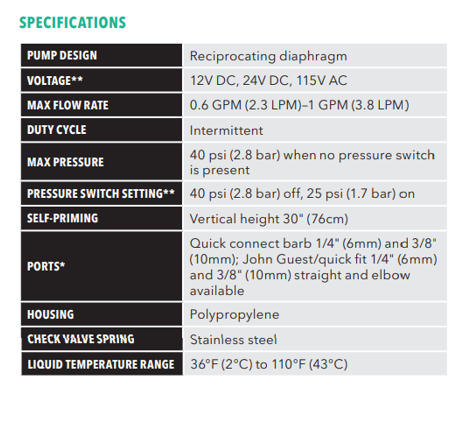 SPECIFICATIONS
PUMP DESIGN Reciprocating diaphragm
VOLTAGE** 12V DC, 24V DC, 115V AC
MAX FLOW RATE 0.6 GPM (2.3 LPM)–1 GPM (3.8 LPM)
DUTY CYCLE Intermittent
MAX PRESSURE 40 psi (2.8 bar) when no pressure switch
is present
PRESSURE SWITCH SETTING** 40 psi (2.8 bar) off, 25 psi (1.7 bar) on
SELF-PRIMING Vertical height 30" (76cm)
PORTS* Quick connect barb 1/4" (6mm) and 3/8"
(10mm); John Guest/quick fit 1/4" (6mm)
and 3/8" (10mm) straight and elbow
available
HOUSING Polypropylene
CHECK VALVE SPRING Stainless steel
LIQUID TEMPERATURE RANGE 36°F (2°C) to 110°F (43°C)